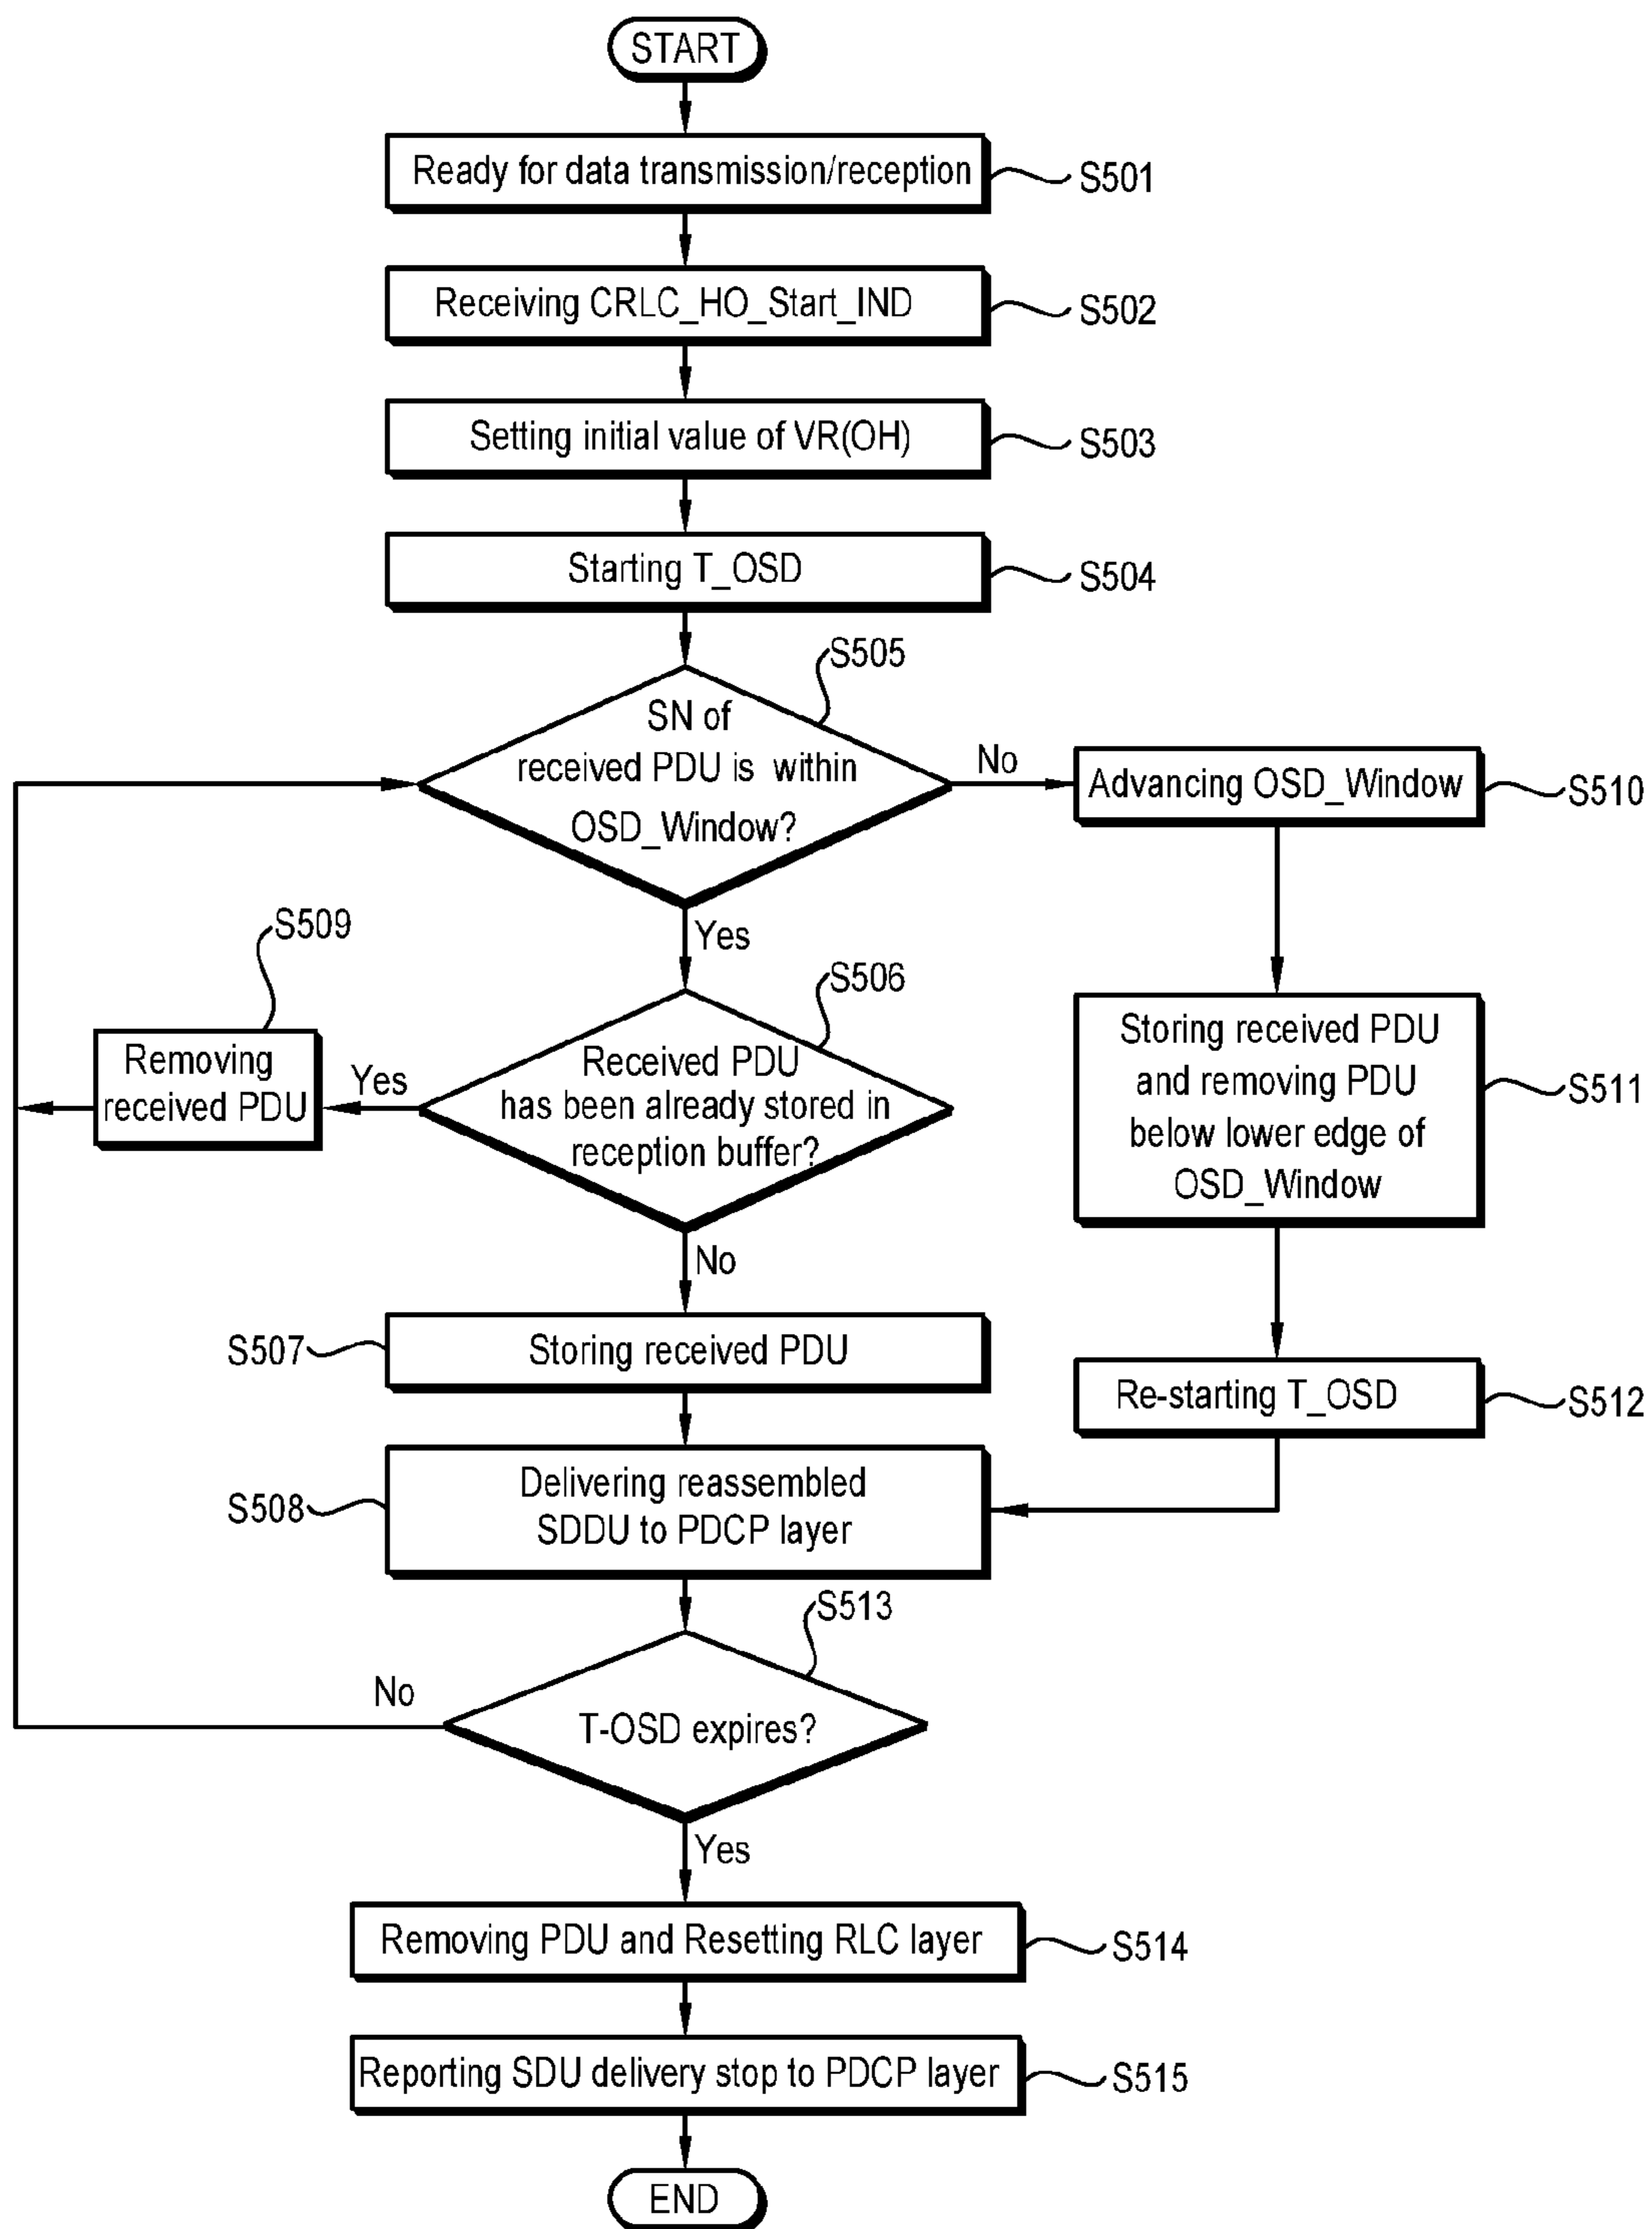 START
Ready for data transmission/reception
S501
Receiving CRLC_HO_Start_IND
S502
Setting initial value of VR(OH)
S503
Starting T_OSD
S504
S505
SN of
received PDU is within
OSD_Window?
No
Advancing OSD_Window
S510
Yes
S509
S506
Removing
received PDU
Yes
Received PDU
has been already stored in
reception buffer?
Storing received PDU
and removing PDU
below lower edge of
OSD_Window
S511
No
S507
Storing received PDU
Re-starting T_OSD
S512
S508
Delivering reassembled
SDDU to PDCP layer
S513
No
T-OSD expires?
Yes
Removing PDU and Resetting RLC layer
S514
Reporting SDU delivery stop to PDCP layer
S515
END